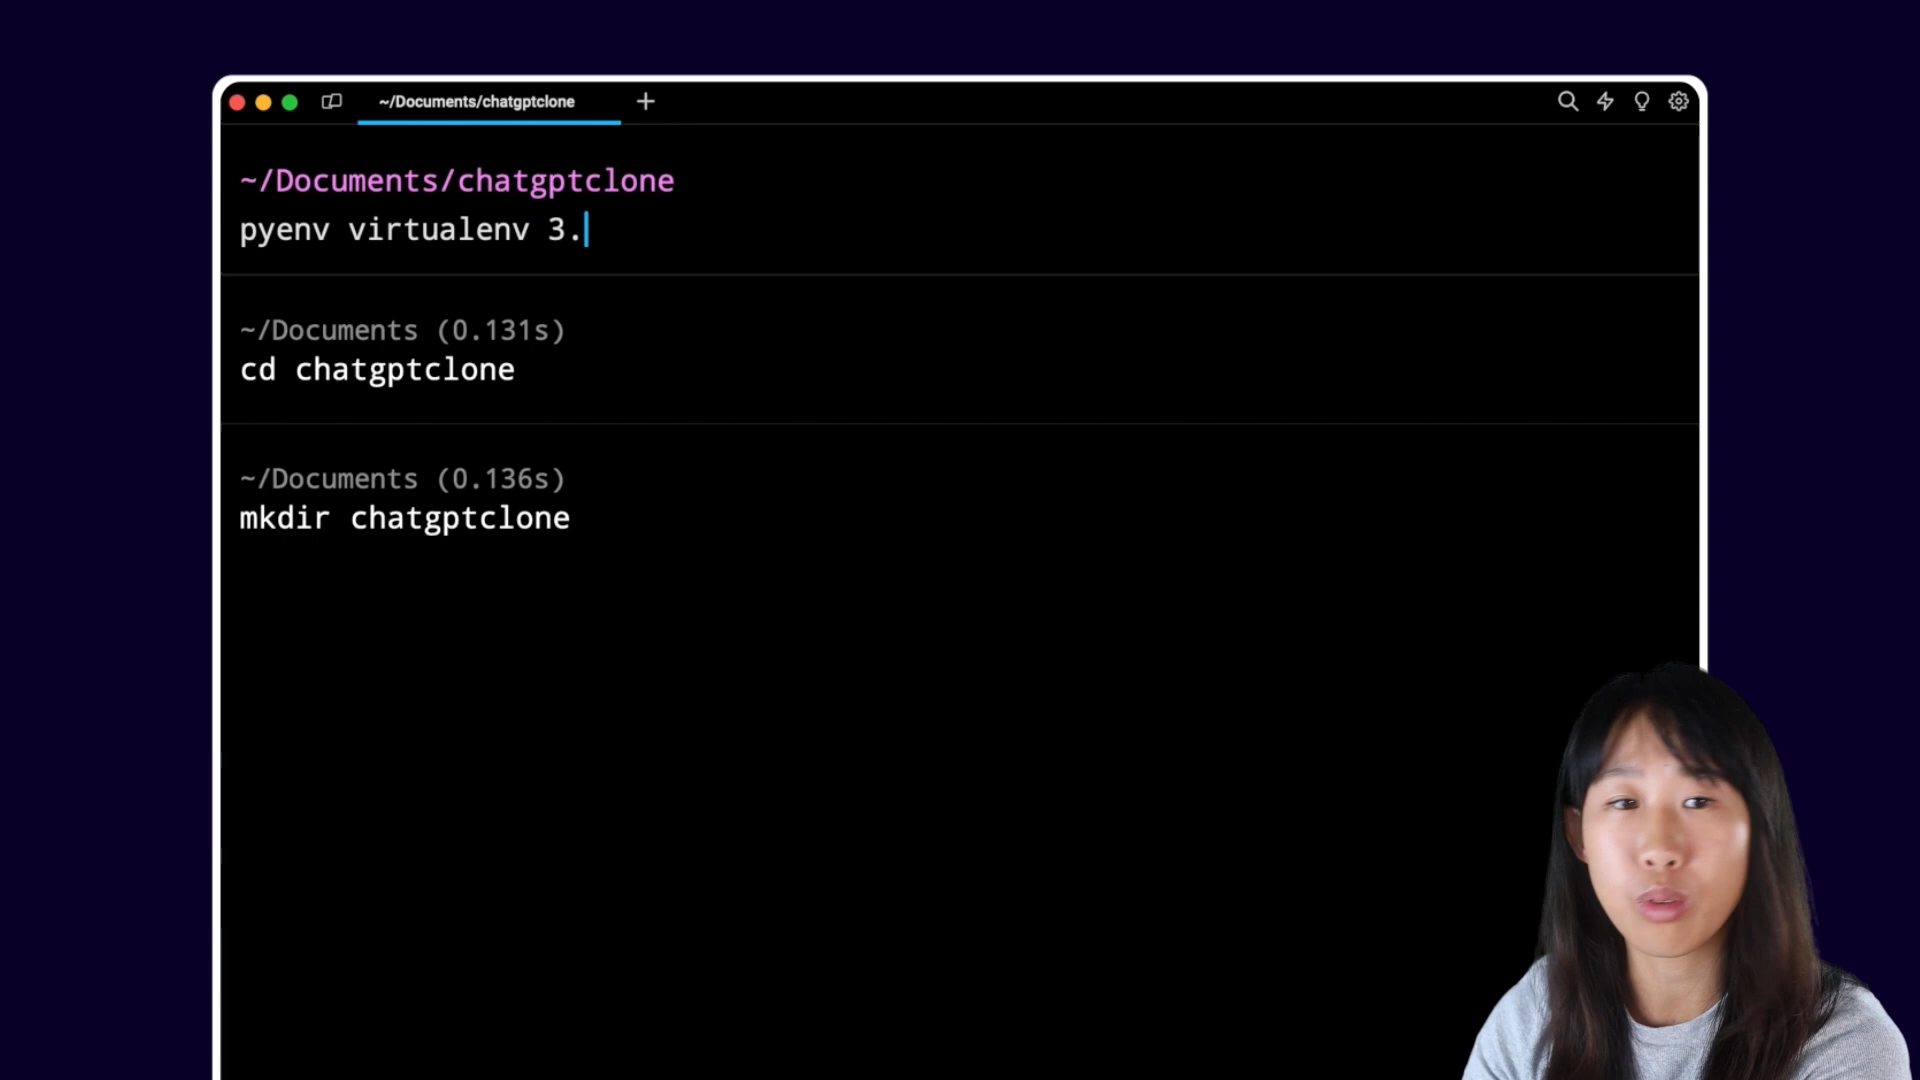 ~/Documents/chatgptclone
~/Documents/chatgptclone
pyenv virtualenv 3.
~/Documents (0.131s)
cd chatgptclone
~/Documents (0.136s)
mkdir chatgptclone